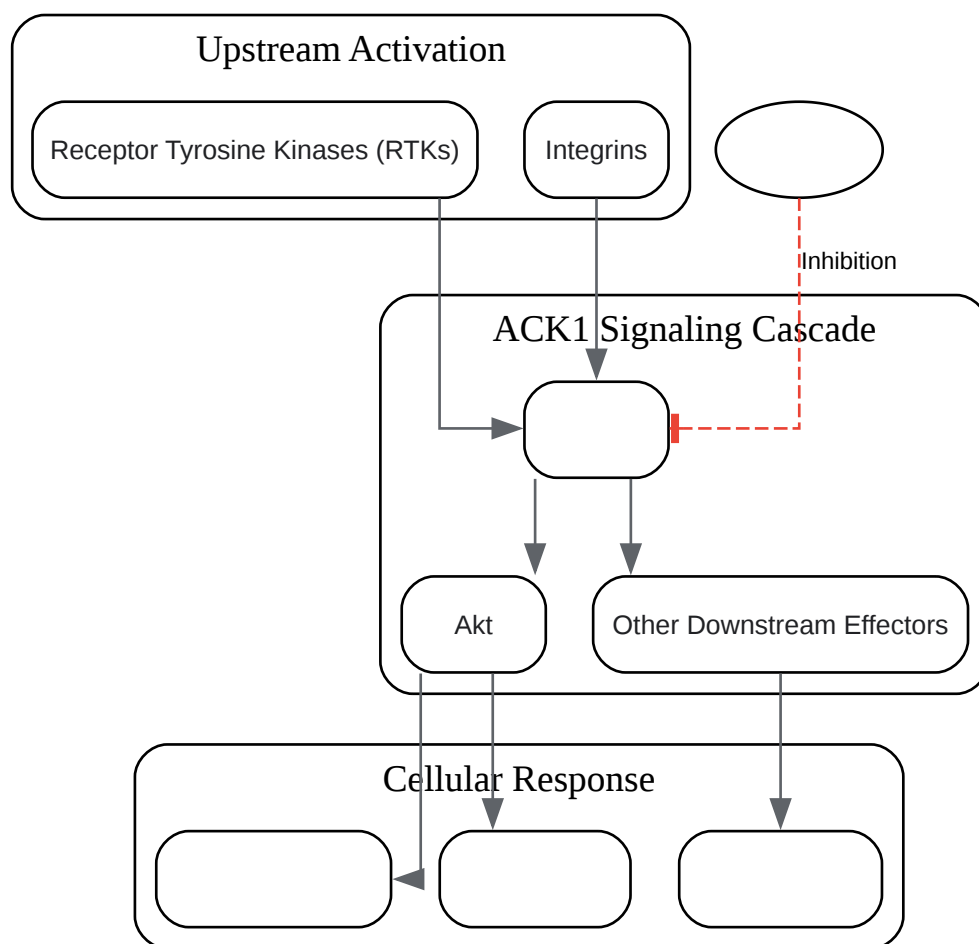 Upstream Activation
Receptor Tyrosine Kinases (RTKs)
Integrins
Inhibition
ACK1 Signaling Cascade
Akt
Other Downstream Effectors
Cellular Response